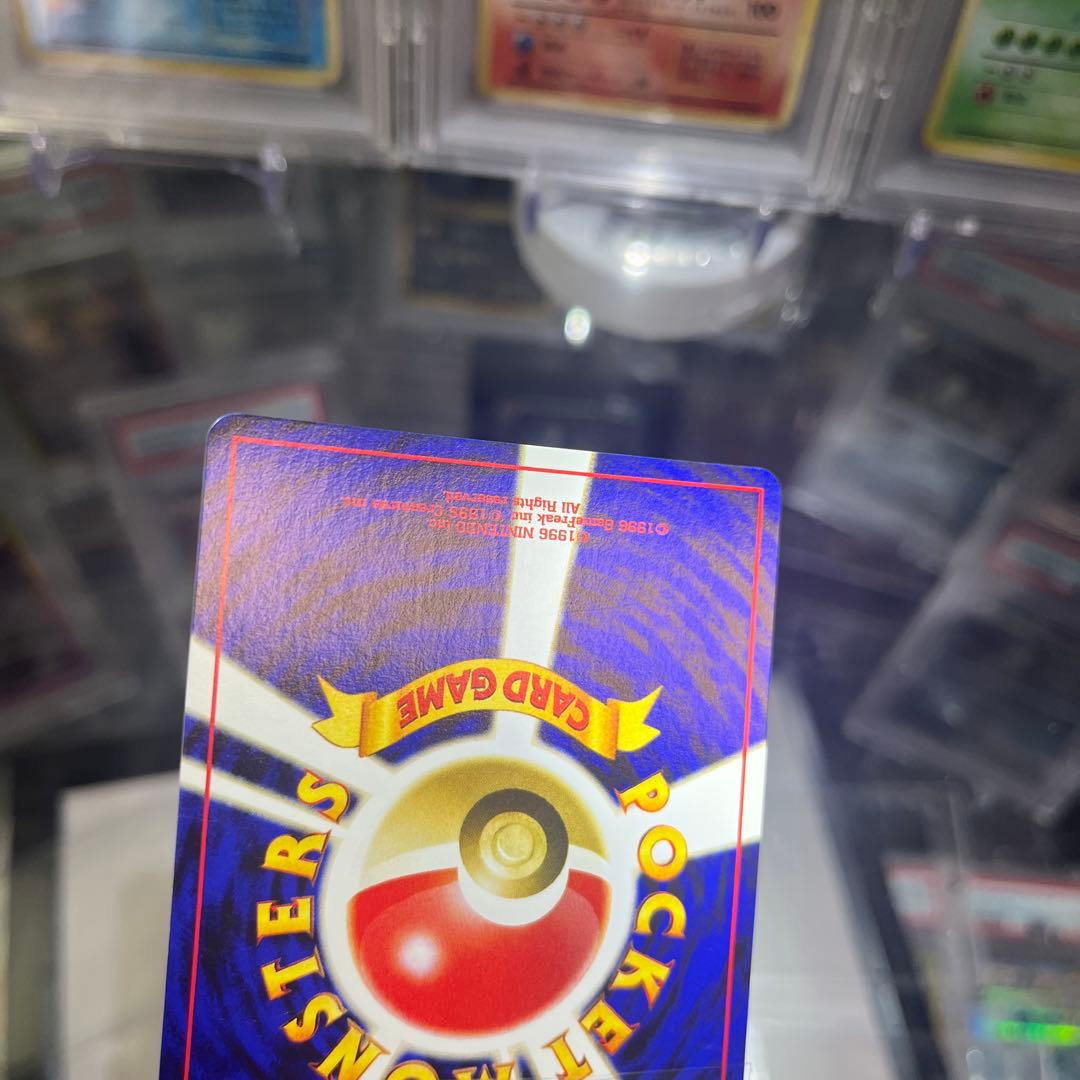 POCKET MONSTERS
CARD GAME
©1996 NINTENDO inc
©1996 GameFreak inc ©1996 Creatures inc
All Rights reserved.